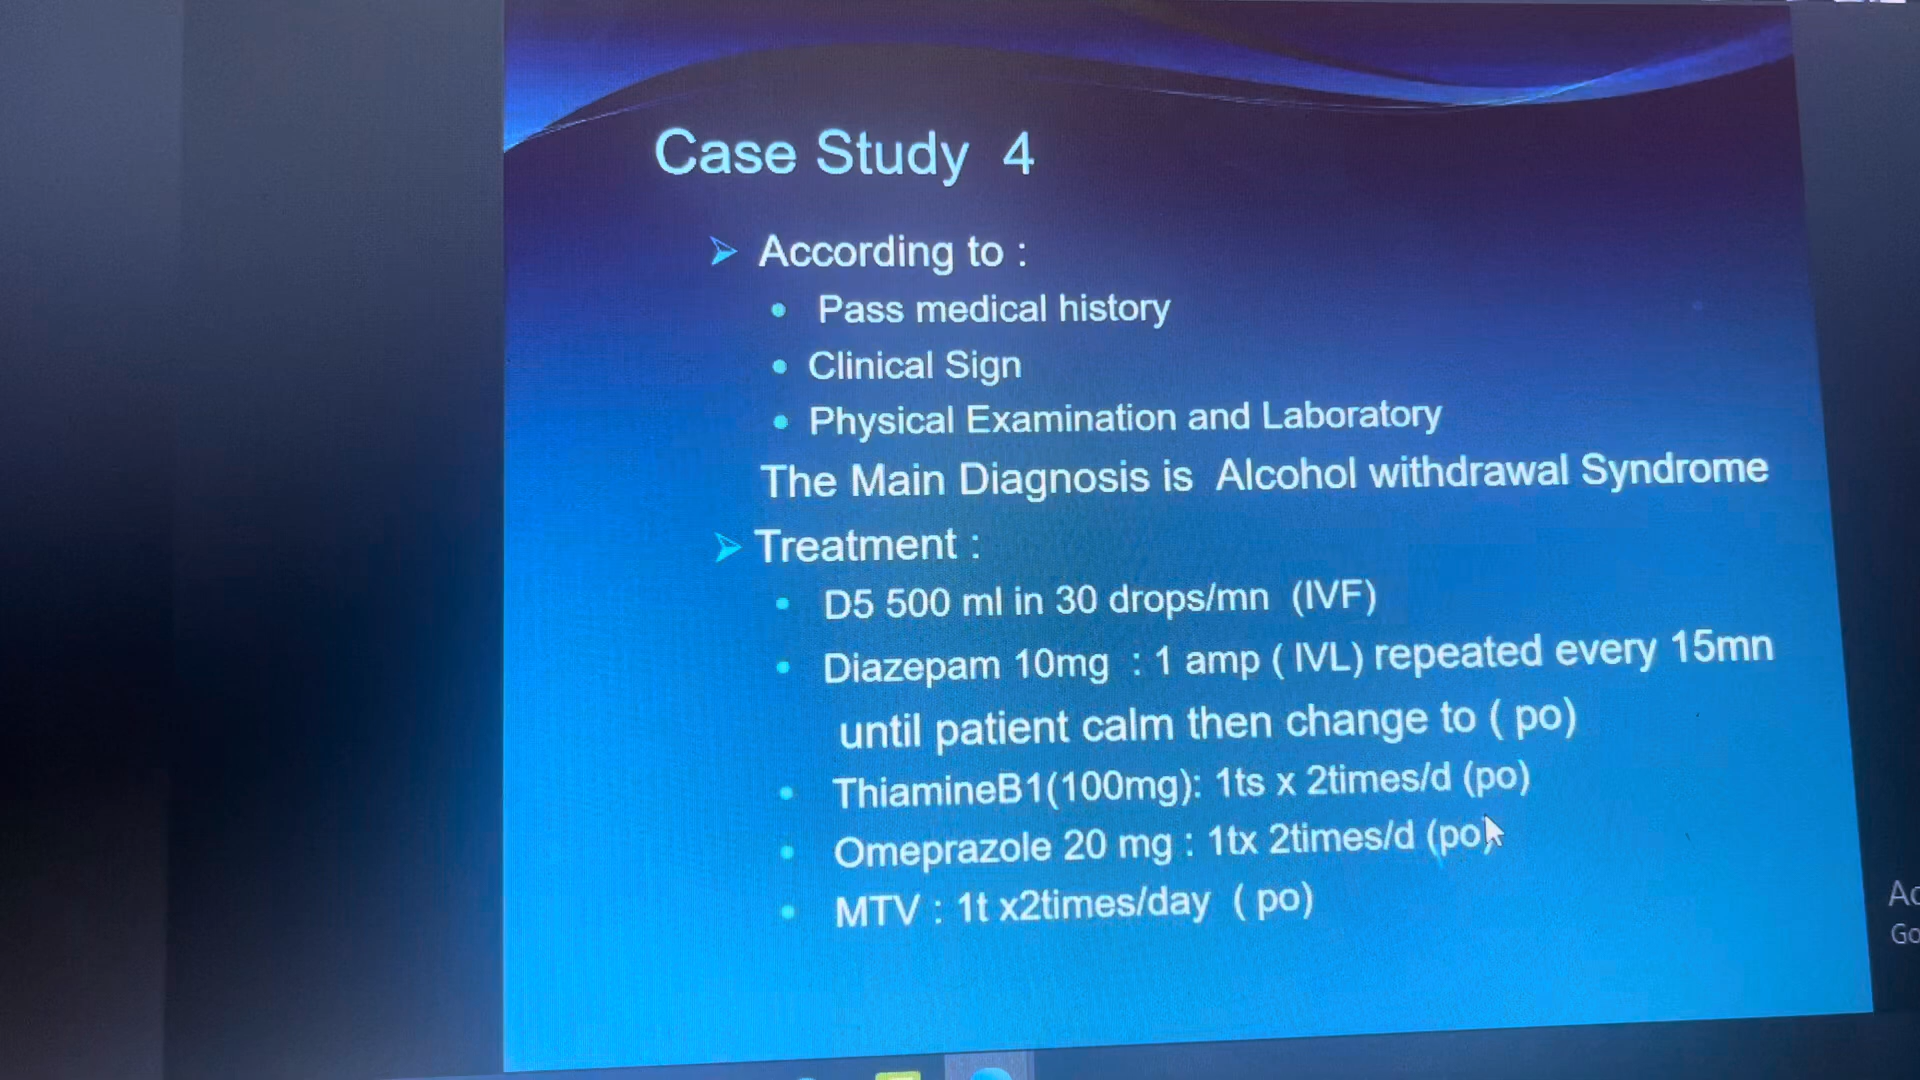 Case Study 4
According to :
Pass medical history
Clinical Sign
Physical Examination and Laboratory
The Main Diagnosis is Alcohol withdrawal Syndrome
Treatment :
D5 500 ml in 30 drops/mn (IVF)
Diazepam 10mg : 1 amp ( IVL) repeated every 15mn
until patient calm then change to ( po)
ThiamineB1(100mg): 1ts x 2times/d (po)
Omeprazole 20 mg : 1tx 2times/d (po)
MTV : 1t x2times/day ( po)
Ac
Go